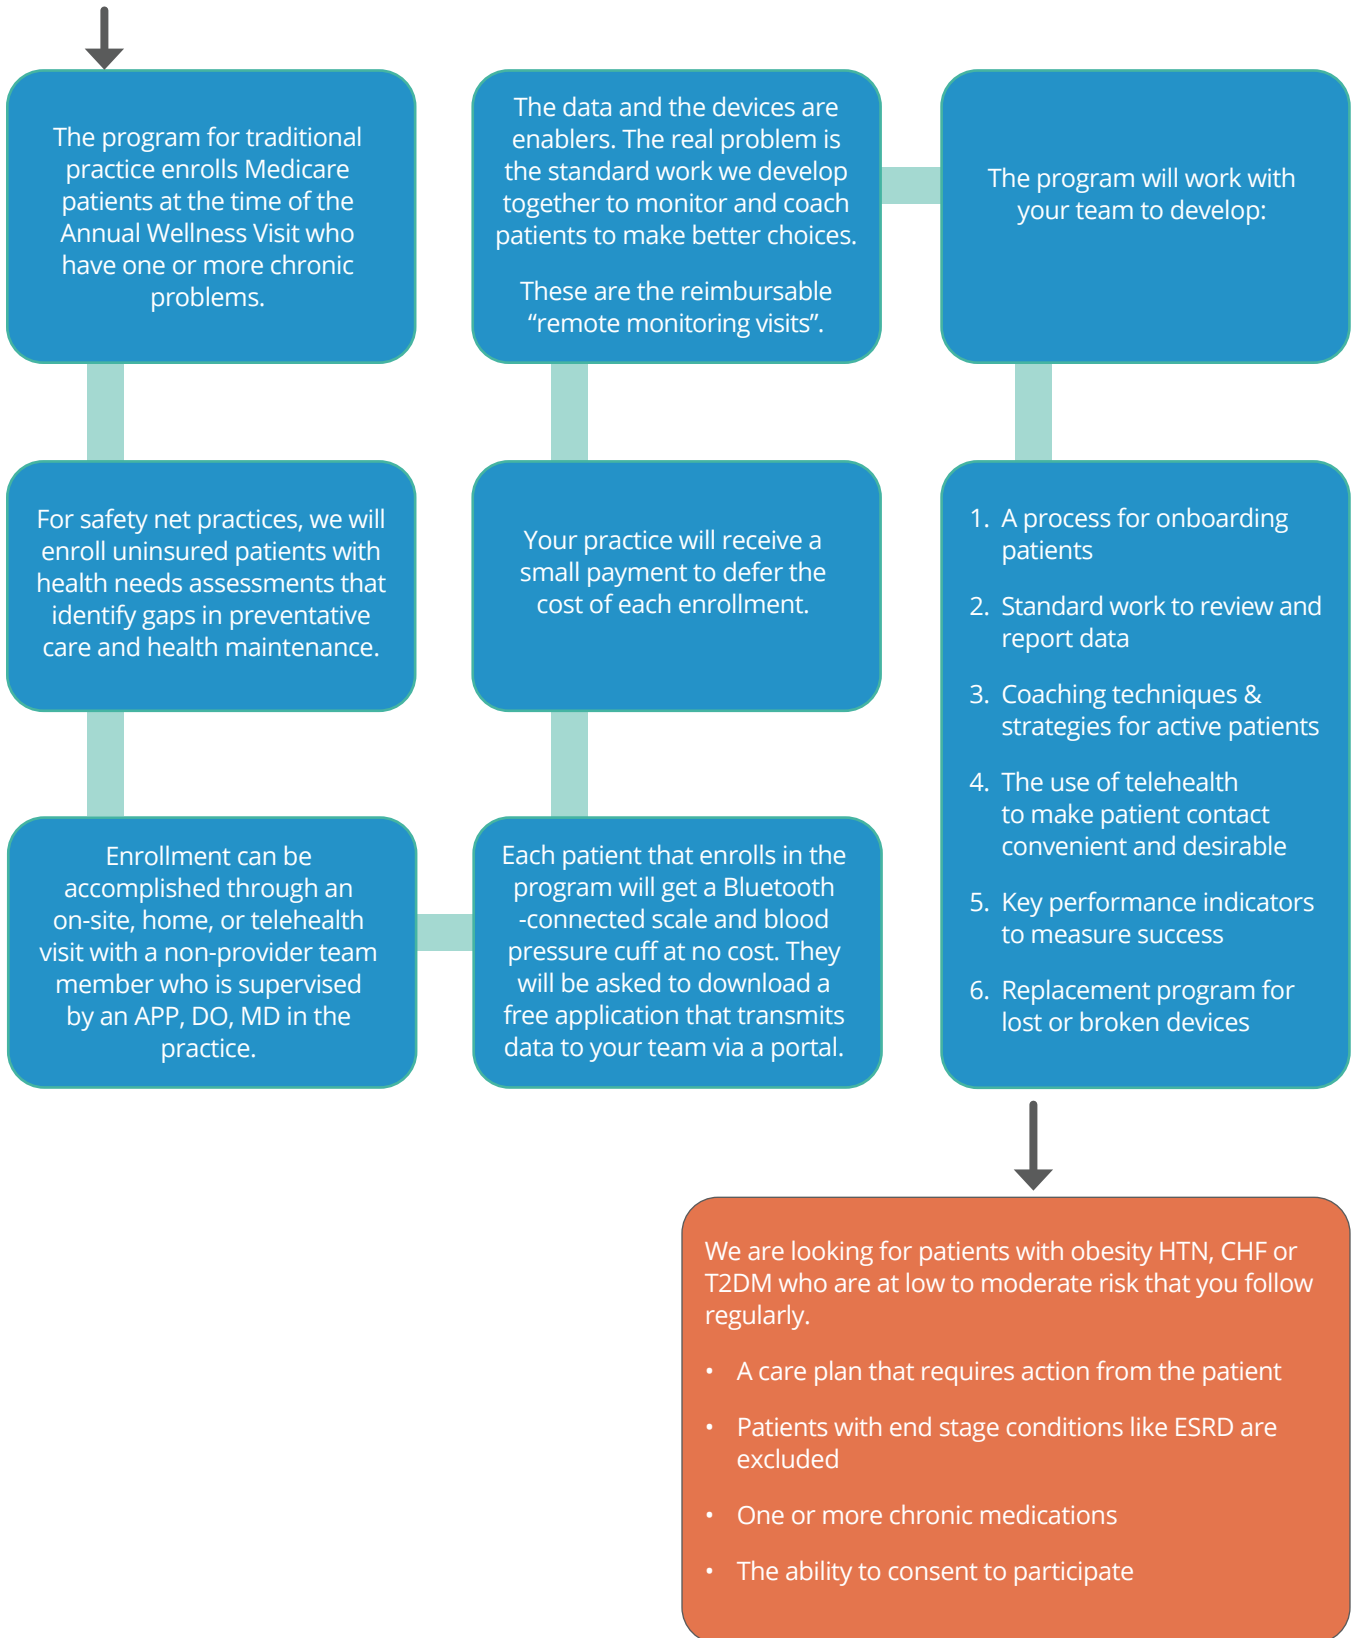 The program for traditional
practice enrolls Medicare
patients at the time of the
Annual Wellness Visit who
have one or more chronic
problems.
For safety net practices, we will
enroll uninsured patients with
health needs assessments that
identify gaps in preventative
care and health maintenance.
Enrollment can be
accomplished through an
on-site, home, or telehealth
visit with a non-provider team
member who is supervised
by an APP, DO, MD in the
practice.
Each patient that enrolls in the
program will get a Bluetooth
-connected scale and blood
pressure cuff at no cost. They
will be asked to download a
free application that transmits
data to your team via a portal.
Your practice will receive a
small payment to defer the
cost of each enrollment.
The data and the devices are
enablers. The real problem is
the standard work we develop
together to monitor and coach
patients to make better choices.
These are the reimbursable
“remote monitoring visits”.
The program will work with
your team to develop:
1. A process for onboarding
patients
2. Standard work to review and
report data
3. Coaching techniques &
strategies for active patients
4. The use of telehealth
to make patient contact
convenient and desirable
5. Key performance indicators
to measure success
6. Replacement program for
lost or broken devices
We are looking for patients with obesity HTN, CHF or
T2DM who are at low to moderate risk that you follow
regularly.
• A care plan that requires action from the patient
• Patients with end stage conditions like ESRD are
excluded
• One or more chronic medications
• The ability to consent to participate